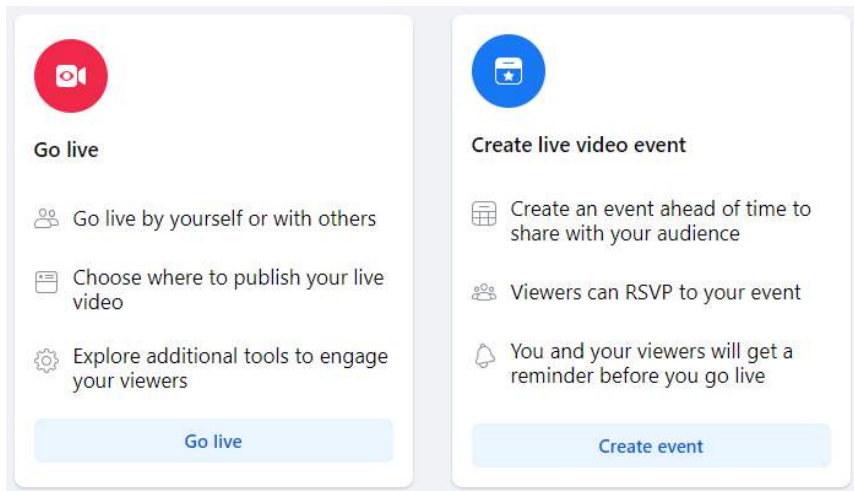 Go live
Go live by yourself or with others
Choose where to publish your live
video
Explore additional tools to engage
your viewers
Go live
Create live video event
Create an event ahead of time to
share with your audience
Viewers can RSVP to your event
You and your viewers will get a
reminder before you go live
Create event